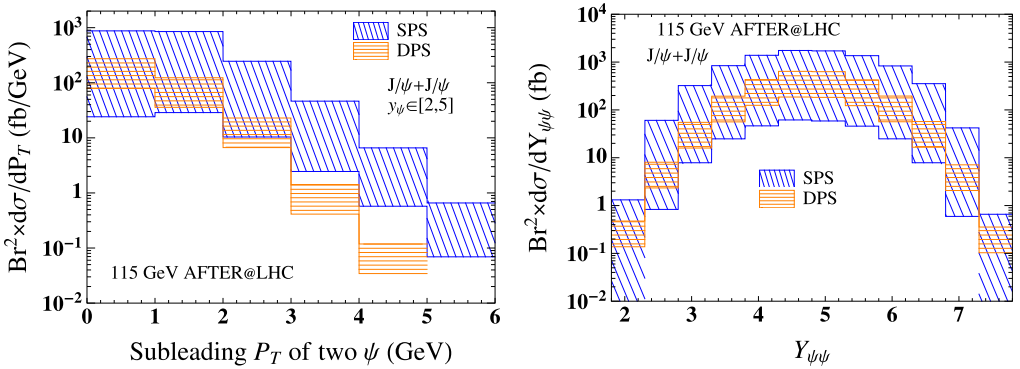 Br²×dσ/dP_T (fb/GeV)
10³
10²
10
1
10⁻¹
10⁻²
SPS
DPS
J/ψ+J/ψ
y_ψ∈[2,5]
115 GeV AFTER@LHC
0 1 2 3 4 5 6
Subleading P_T of two ψ (GeV)
Br²×dσ/dY_ψψ (fb)
10⁴
10³
10²
10
1
10⁻¹
10⁻²
115 GeV AFTER@LHC
J/ψ+J/ψ
SPS
DPS
2 3 4 5 6 7
Y_ψψ